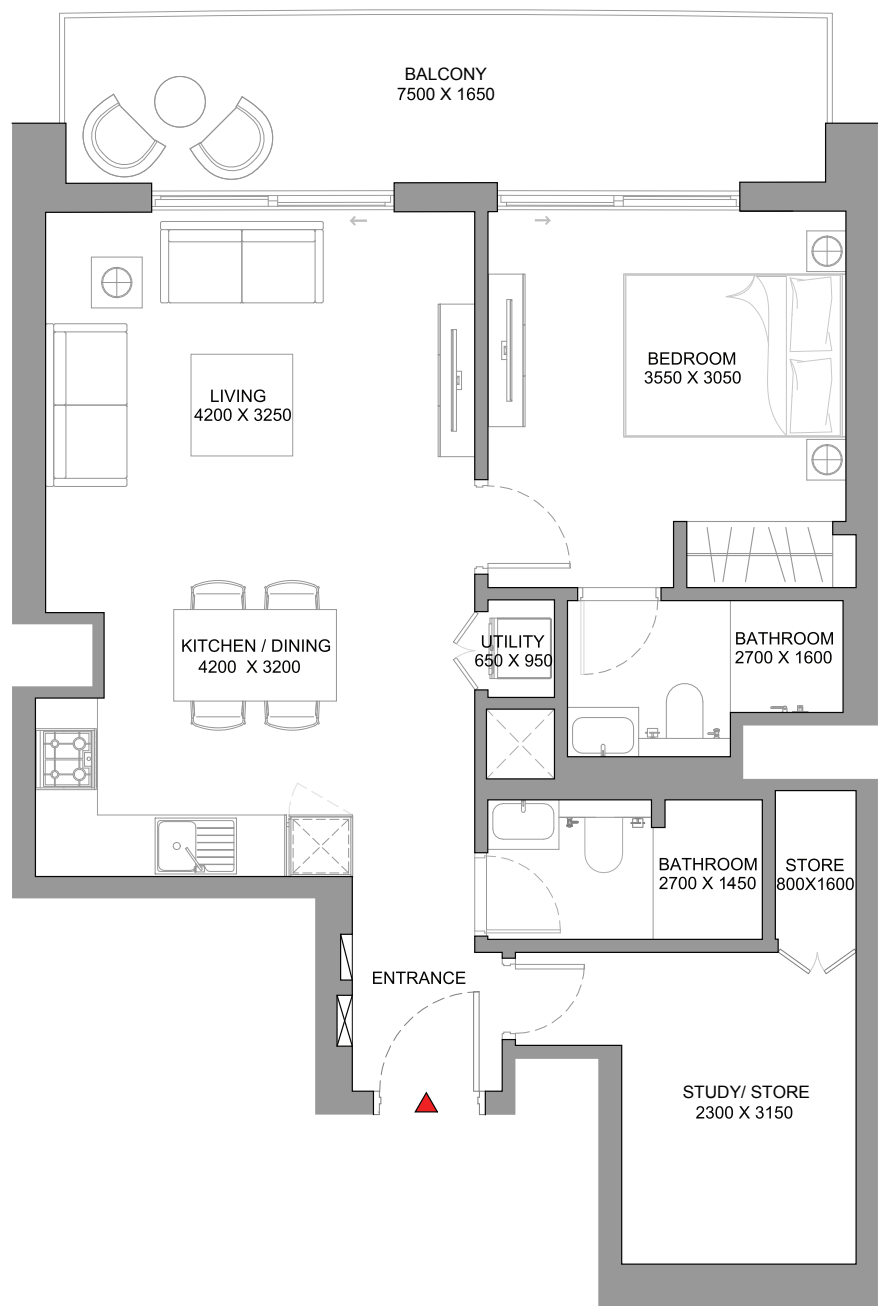 BALCONY
7500 X 1650
BEDROOM
3550 X 3050
LIVING
4200 X 3250
KITCHEN / DINING
4200 X 3200
UTILITY
650 X 950
BATHROOM
2700 X 1600
BATHROOM
2700 X 1450
STORE
800X1600
ENTRANCE
STUDY/ STORE
2300 X 3150